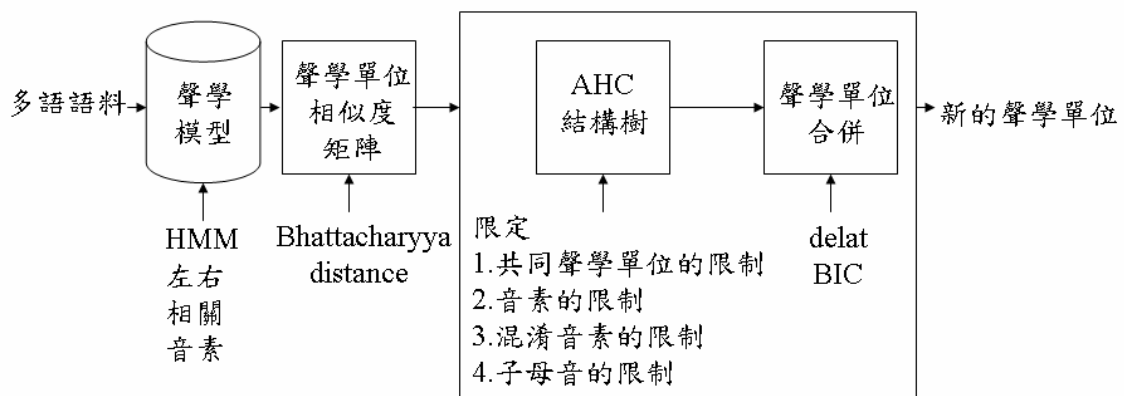 多語語料
聲學
模型
聲學單位
相似度
矩陣
AHC
結構樹
聲學單位
合併
新的聲學單位
HMM
左右
相關
音素
Bhattacharyya
distance
限定
1.共同聲學單位的限制
2.音素的限制
3.混淆音素的限制
4.子母音的限制
delat
BIC